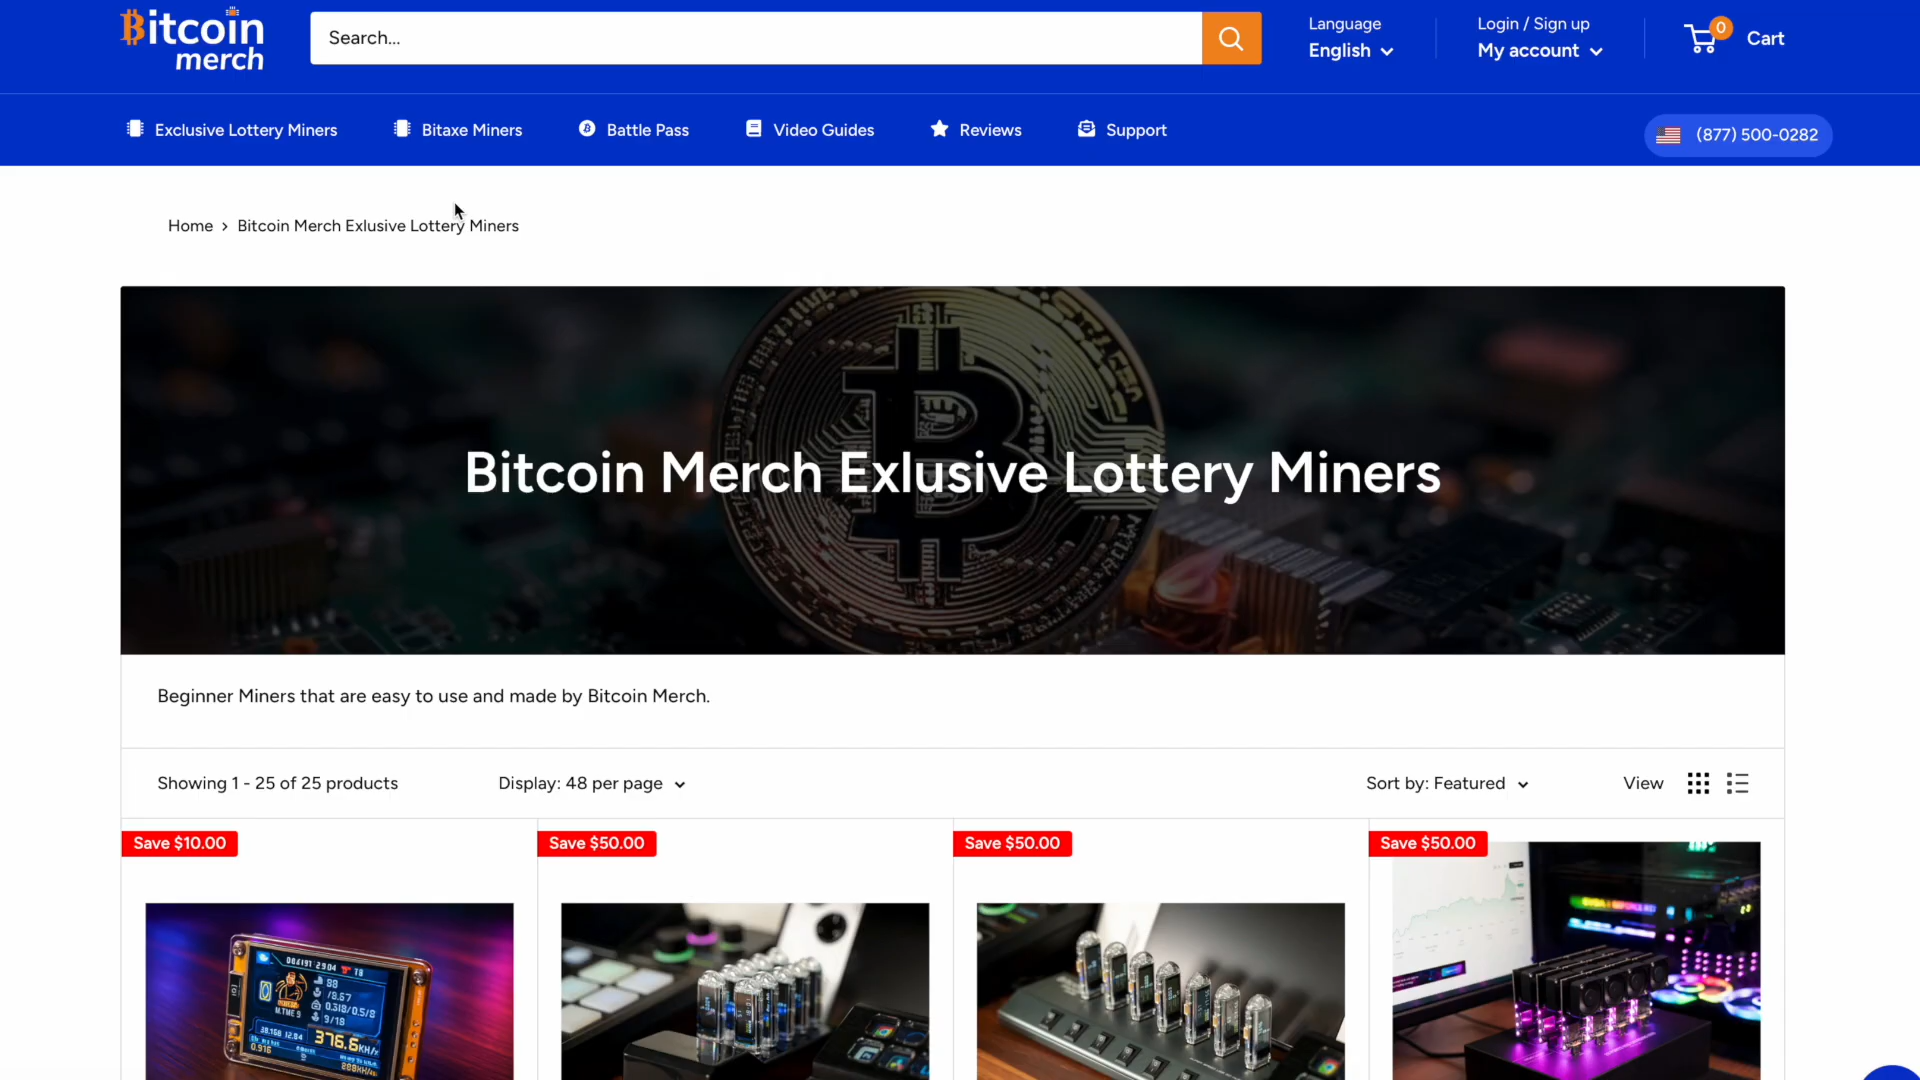 Bitcoin
merch
Search...
Language
English
Login / Sign up
My account
0
Cart
Exclusive Lottery Miners
Bitaxe Miners
Battle Pass
Video Guides
Reviews
Support
(877) 500-0282
Home › Bitcoin Merch Exlusive Lottery Miners
Bitcoin Merch Exlusive Lottery Miners
Beginner Miners that are easy to use and made by Bitcoin Merch.
Showing 1 - 25 of 25 products
Display: 48 per page
Sort by: Featured
View
Save $10.00
Save $50.00
Save $50.00
Save $50.00
376.6